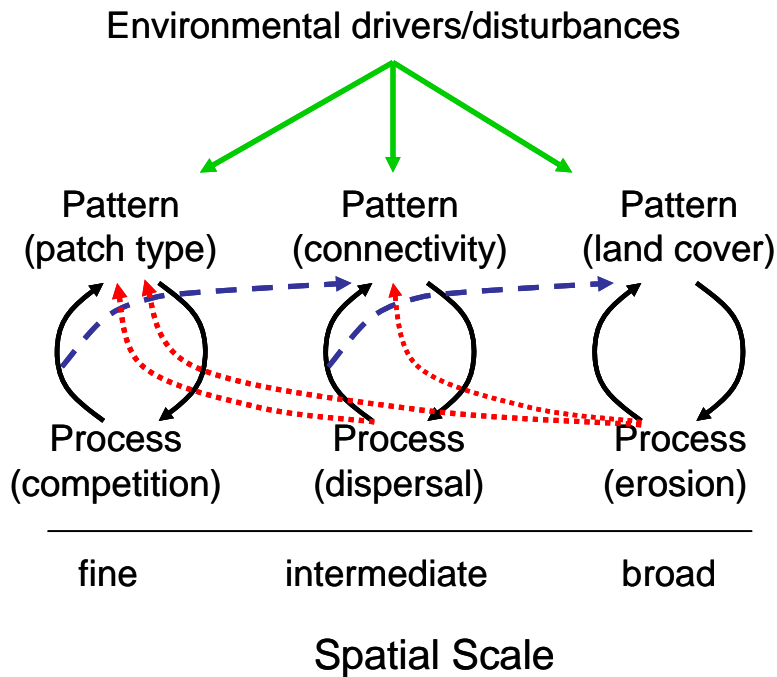 Environmental drivers/disturbances
Pattern
(patch type)
Pattern
(connectivity)
Pattern
(land cover)
Process
(competition)
Process
(dispersal)
Process
(erosion)
fine
intermediate
broad
Spatial Scale